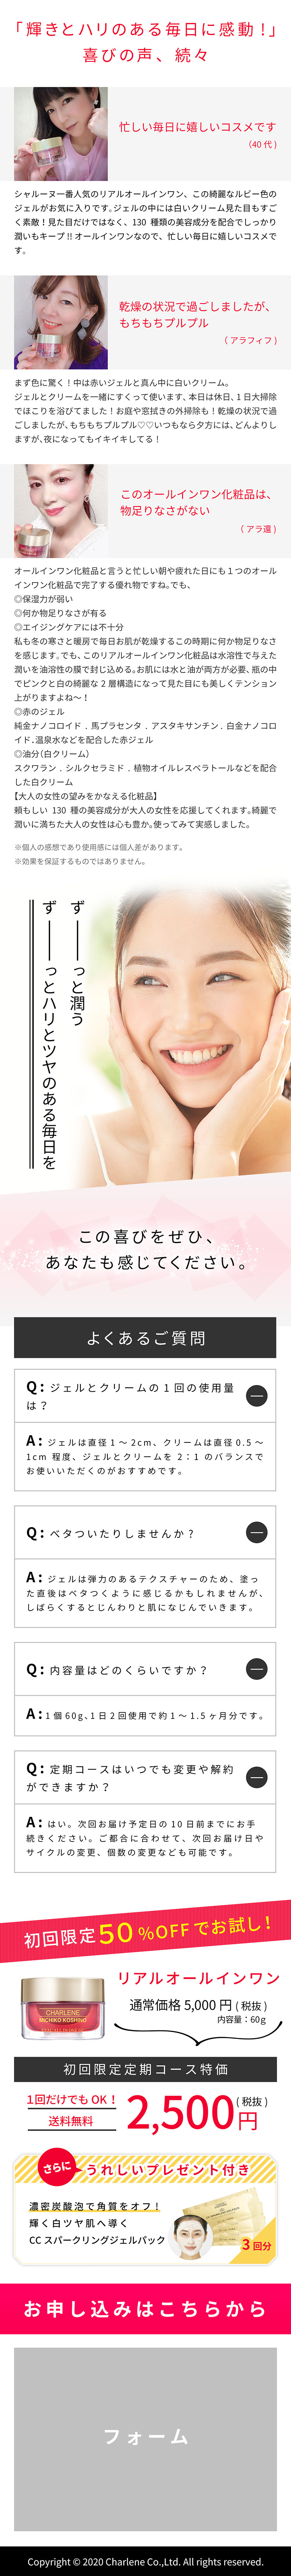 「輝きとハリのある毎日に感動！」
喜びの声、続々
忙しい毎日に嬉しいコスメです
（40 代 )
シャルーヌ一番人気のリアルオールインワン、この綺麗なルビー色の
ジェルがお気に入りです。ジェルの中には白いクリーム見た目もすご
く素敵！見た目だけではなく、130 種類の美容成分を配合でしっかり
潤いもキープ !! オールインワンなので、忙しい毎日に嬉しいコスメで
す。
乾燥の状況で過ごしましたが、
もちもちプルプル
（ アラフィフ )
まず色に驚く！中は赤いジェルと真ん中に白いクリーム。
ジェルとクリームを一緒にすくって使います、本日は休日、１日大掃除
でほこりを浴びてました！お庭や窓拭きの外掃除も！乾燥の状況で過
ごしましたが、もちもちプルプル♡♡いつもなら夕方には、どんよりし
ますが、夜になってもイキイキしてる！
このオールインワン化粧品は、
物足りなさがない
（ アラ還 )
オールインワン化粧品と言うと忙しい朝や疲れた日にも１つのオール
インワン化粧品で完了する優れ物ですね。でも、
◎保湿力が弱い
◎何か物足りなさが有る
◎エイジングケアには不十分
私も冬の寒さと暖房で毎日お肌が乾燥するこの時期に何か物足りなさ
を感じます。でも、このリアルオールインワン化粧品は水溶性で与えた
潤いを油溶性の膜で封じ込める。お肌には水と油が両方が必要、瓶の中
でピンクと白の綺麗な 2 層構造になって見た目にも美しくテンション
上がりますよね〜！
◎赤のジェル
純金ナノコロイド . 馬プラセンタ . アスタキサンチン . 白金ナノコロ
イド . 温泉水などを配合した赤ジェル
◎油分（白クリーム）
スクワラン . シルクセラミド . 植物オイルレスベラトールなどを配合
した白クリーム
【大人の女性の望みをかなえる化粧品】
頼もしい 130 種の美容成分が大人の女性を応援してくれます。綺麗で
潤いに満ちた大人の女性は心も豊か。使ってみて実感しました。
※個人の感想であり使用感には個人差があります。
※効果を保証するものではありません。
ず――っと潤う
ず――っとハリとツヤのある毎日を
この喜びをぜひ、
あなたも感じてください。
よくあるご質問
Q：ジェルとクリームの１回の使用量
は？
A：ジェルは直径１〜 2cm、クリームは直径 0.5 〜
1cm 程度、ジェルとクリームを 2：1 のバランスで
お使いいただくのがおすすめです。
Q：ベタついたりしませんか？
A：ジェルは弾力のあるテクスチャーのため、塗っ
た直後はベタつくように感じるかもしれませんが、
しばらくするとじんわりと肌になじんでいきます。
Q：内容量はどのくらいですか？
A：1 個 60g、1 日 2 回使用で約 1 〜 1.5 ヶ月分です。
Q：定期コースはいつでも変更や解約
ができますか？
A：はい。次回お届け予定日の 10 日前までにお手
続きください。ご都合に合わせて、次回お届け日や
サイクルの変更、個数の変更なども可能です。
初回限定50％OFFでお試し！
リアルオールインワン
通常価格 5,000 円 ( 税抜 )
内容量：60g
CHARLENE
MICHIKO KOSHINO
初回限定定期コース特価
１回だけでも OK！
送料無料
2,500円
( 税抜 )
さらに
うれしいプレゼント付き
濃密炭酸泡で角質をオフ！
輝く白ツヤ肌へ導く
CC スパークリングジェルパック
3 回分
お申し込みはこちらから
フォーム
Copyright © 2020 Charlene Co.,Ltd. All rights reserved.